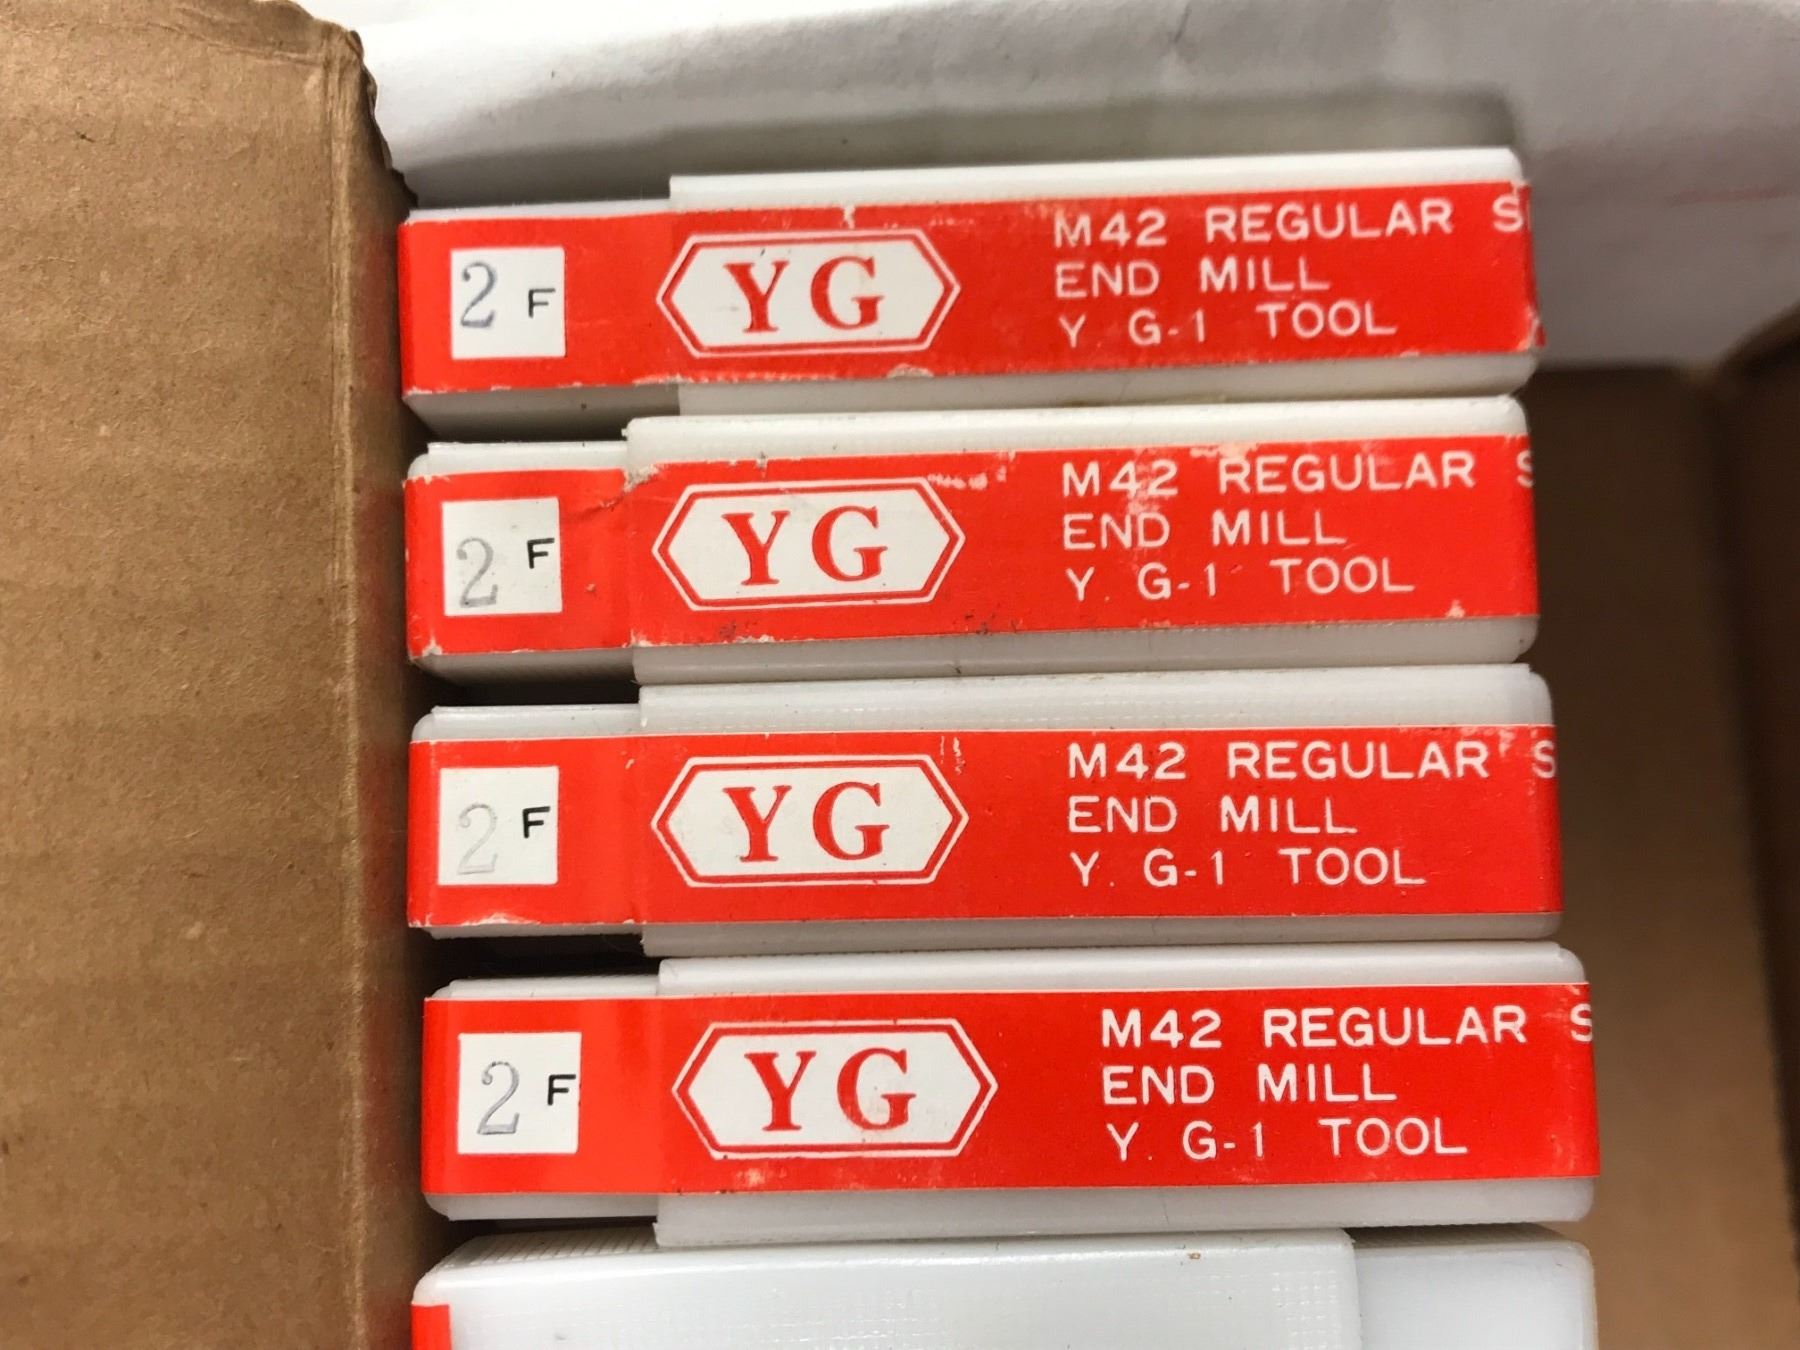 2 F
YG
M42 REGULAR S
END MILL
Y G-1 TOOL
2 F
YG
M42 REGULAR S
END MILL
Y. G-1 TOOL
2 F
YG
M42 REGULAR S
END MILL
Y. G-1 TOOL
2 F
YG
M42 REGULAR S
END MILL
Y. G-1 TOOL